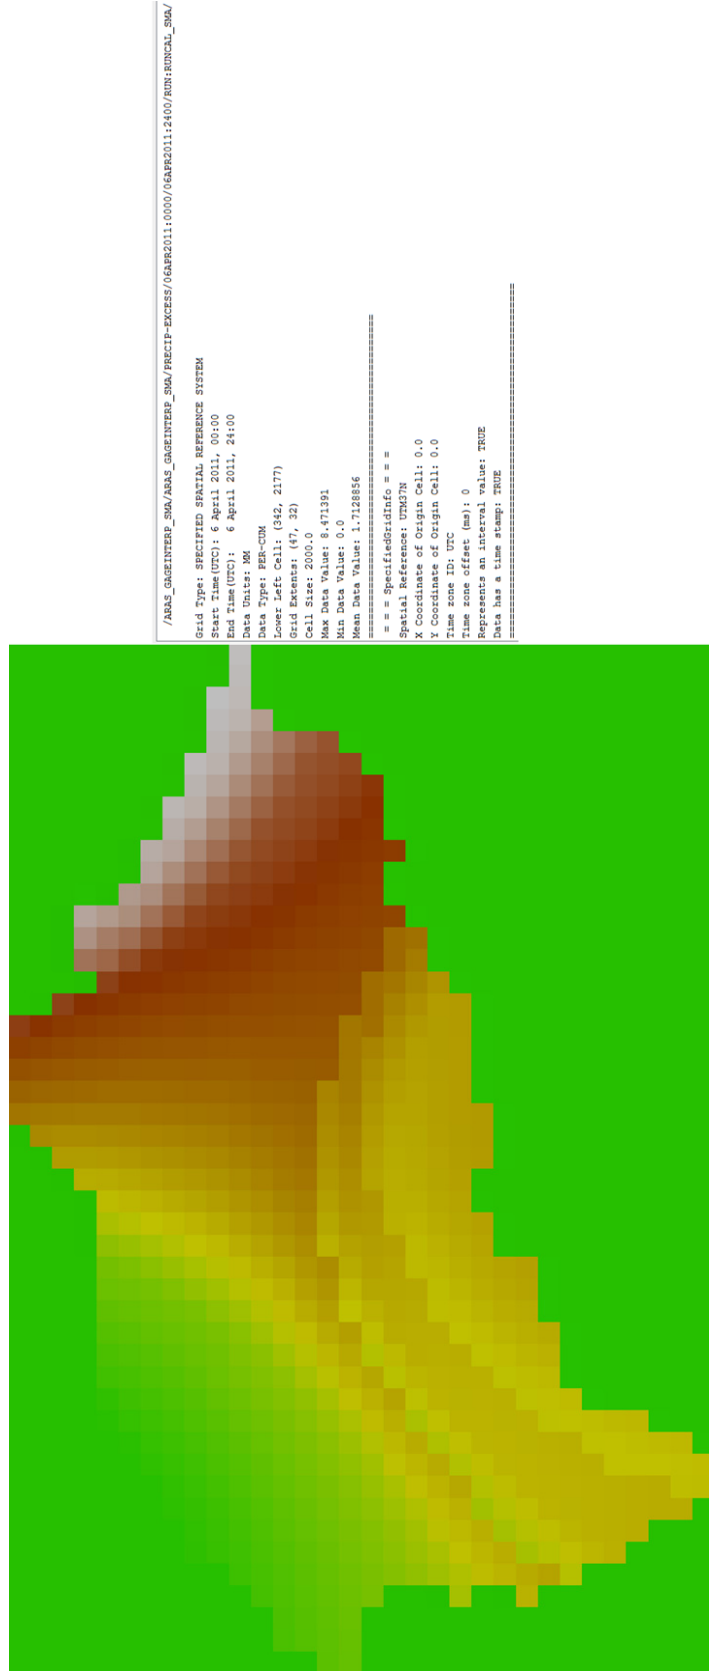 /ARAS_GAGEINTERP_SMA/ARAS_GAGEINTERP_SMA/PRECIP-EXCESS/06APR2011:0000/06APR2011:2400/RUN:RUNCAL_SMA/
Grid Type: SPECIFIED SPATIAL REFERENCE SYSTEM
Start Time(UTC): 6 April 2011, 00:00
End Time(UTC): 6 April 2011, 24:00
Data Units: MM
Data Type: PER-CUM
Lower Left Cell: (342, 2177)
Grid Extents: (47, 32)
Cell Size: 2000.0
Max Data Value: 8.471391
Min Data Value: 0.0
Mean Data Value: 1.7128856
================================================
= = = SpecifiedGridInfo = = =
Spatial Reference: UTM37N
X Coordinate of Origin Cell: 0.0
Y Coordinate of Origin Cell: 0.0
Time zone ID: UTC
Time zone offset (ms): 0
Represents an interval value: TRUE
Data has a time stamp: TRUE
====================================================